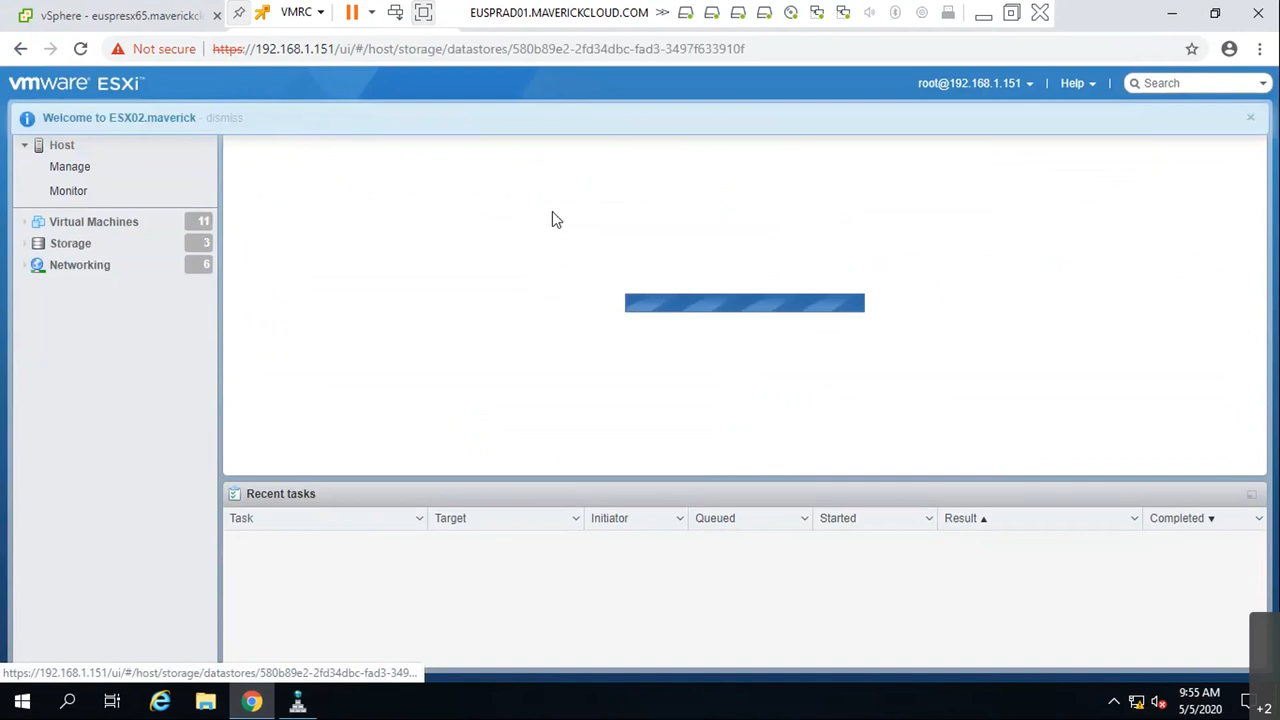 vSphere - euspresx65.maverickcl
VMRC
EUSPRAD01.MAVERICKCLOUD.COM
Not secure
https://192.168.1.151/ui/#/host/storage/datastores/580b89e2-2fd34dbc-fad3-3497f633910f
vmware ESXi™
root@192.168.1.151
Help
Search
Welcome to ESX02.maverick - dismiss
Host
Manage
Monitor
Virtual Machines 11
Storage 3
Networking 6
Recent tasks
Task Target Initiator Queued Started Result Completed
https://192.168.1.151/ui/#/host/storage/datastores/580b89e2-2fd34dbc-fad3-349...
9:55 AM
5/5/2020
+2